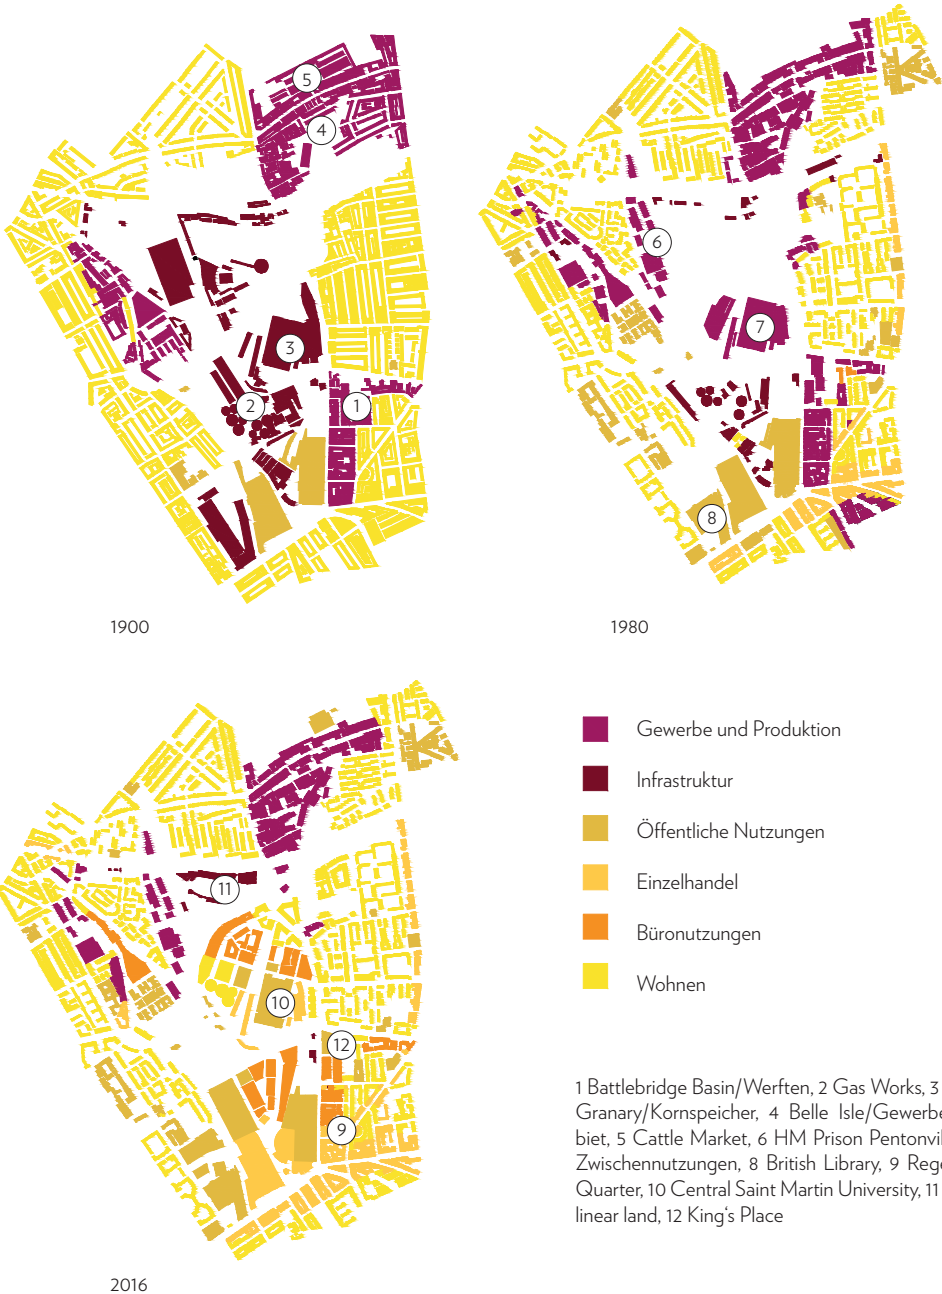 5
4
3
2
1
1900
6
7
8
1980
11
10
12
9
2016
Gewerbe und Produktion
Infrastruktur
Öffentliche Nutzungen
Einzelhandel
Büronutzungen
Wohnen
1 Battlebridge Basin/Werften, 2 Gas Works, 3
Granary/Kornspeicher, 4 Belle Isle/Gewerbe
biet, 5 Cattle Market, 6 HM Prison Pentonvil
Zwischennutzungen, 8 British Library, 9 Rege
Quarter, 10 Central Saint Martin University, 11
linear land, 12 King‘s Place